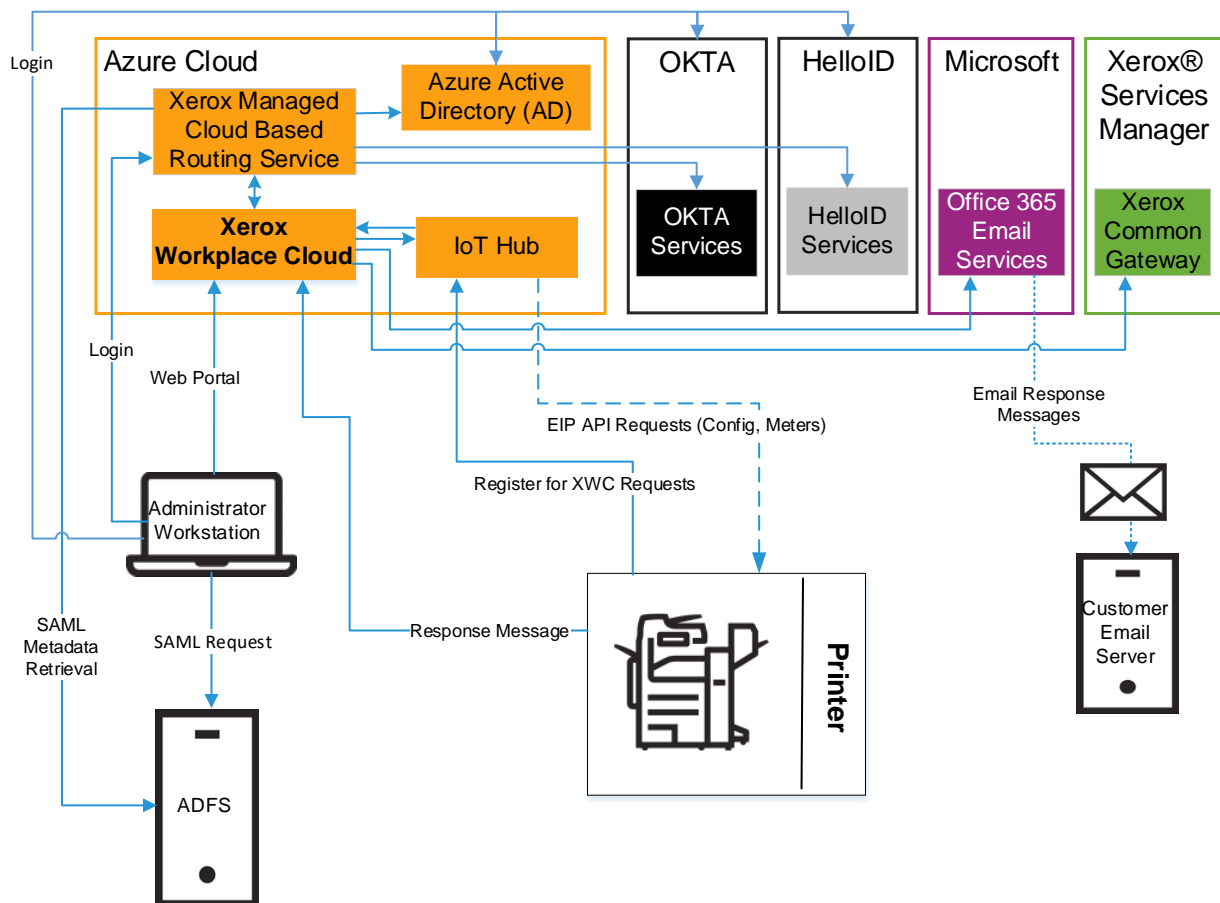 Login
Azure Cloud
Xerox Managed
Cloud Based
Routing Service
Azure Active
Directory (AD)
Xerox
Workplace Cloud
IoT Hub
OKTA
OKTA
Services
HelloID
HelloID
Services
Microsoft
Office 365
Email
Services
Xerox®
Services
Manager
Xerox
Common
Gateway
Login
Web Portal
EIP API Requests (Config, Meters)
Register for XWC Requests
Email Response
Messages
Administrator
Workstation
SAML
Metadata
Retrieval
SAML Request
Response Message
Printer
Customer
Email
Server
ADFS